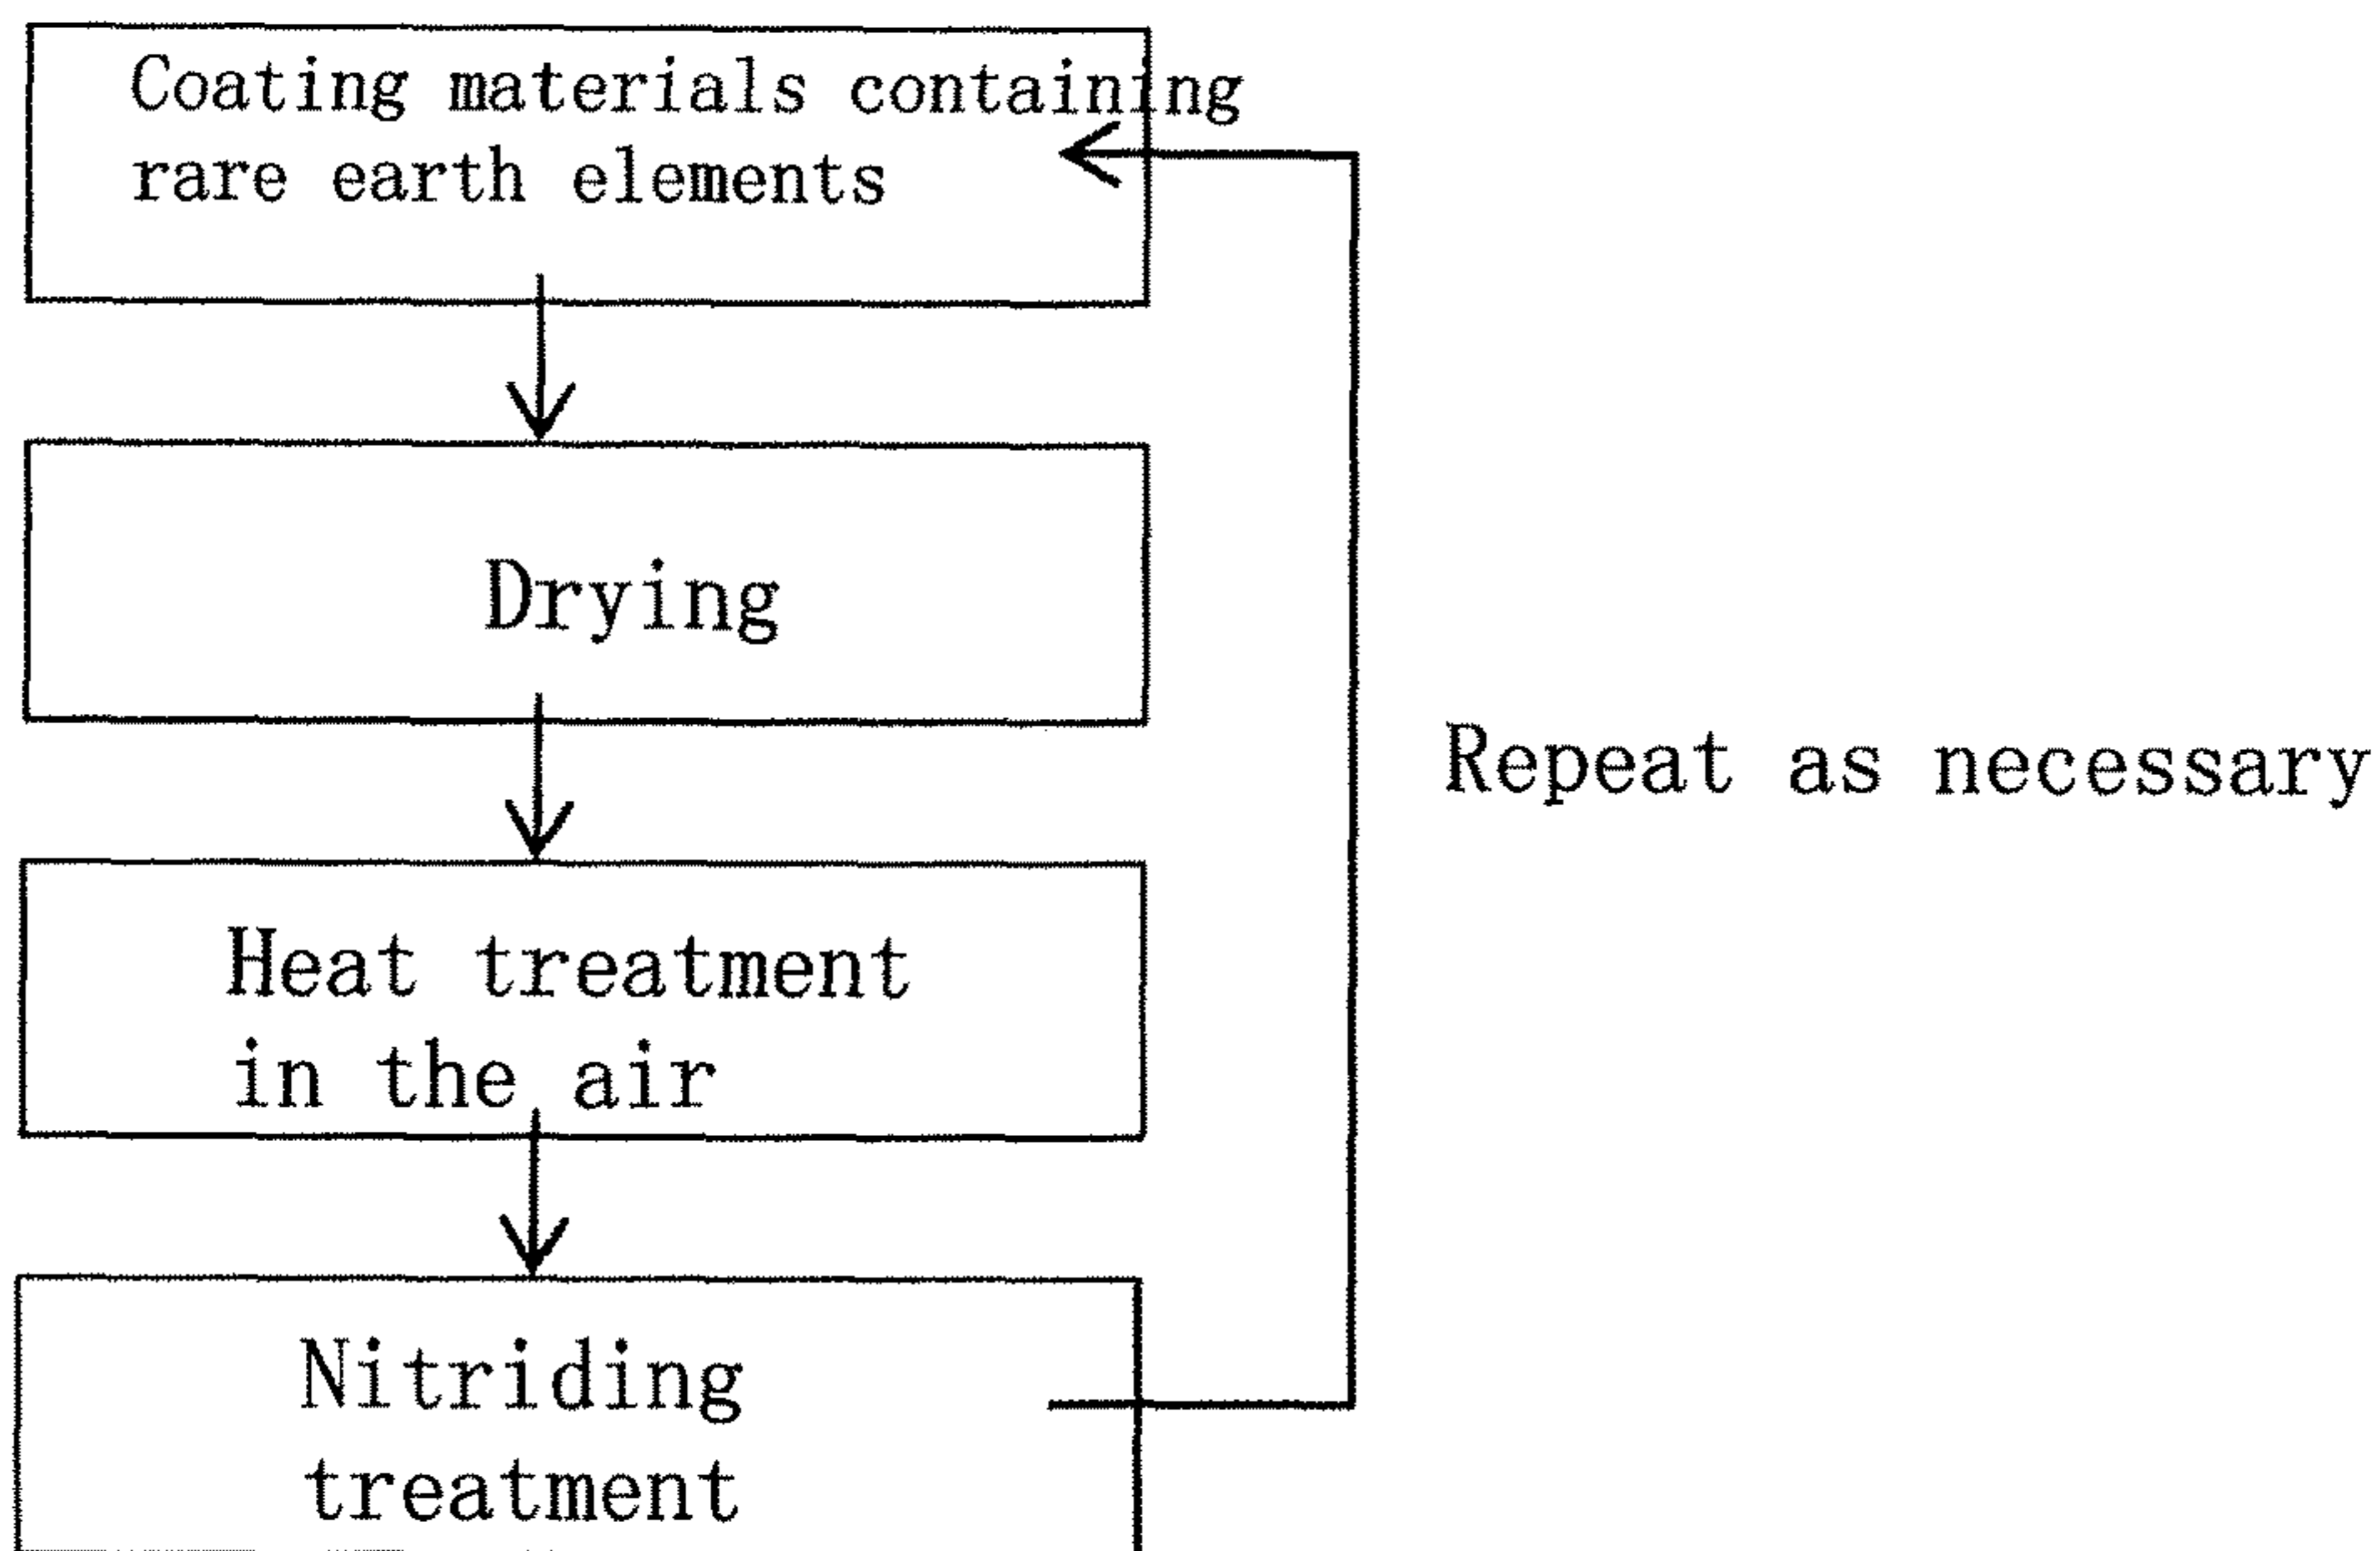 Coating materials containing
rare earth elements
Drying
Repeat as necessary
Heat treatment
in the air
Nitriding
treatment